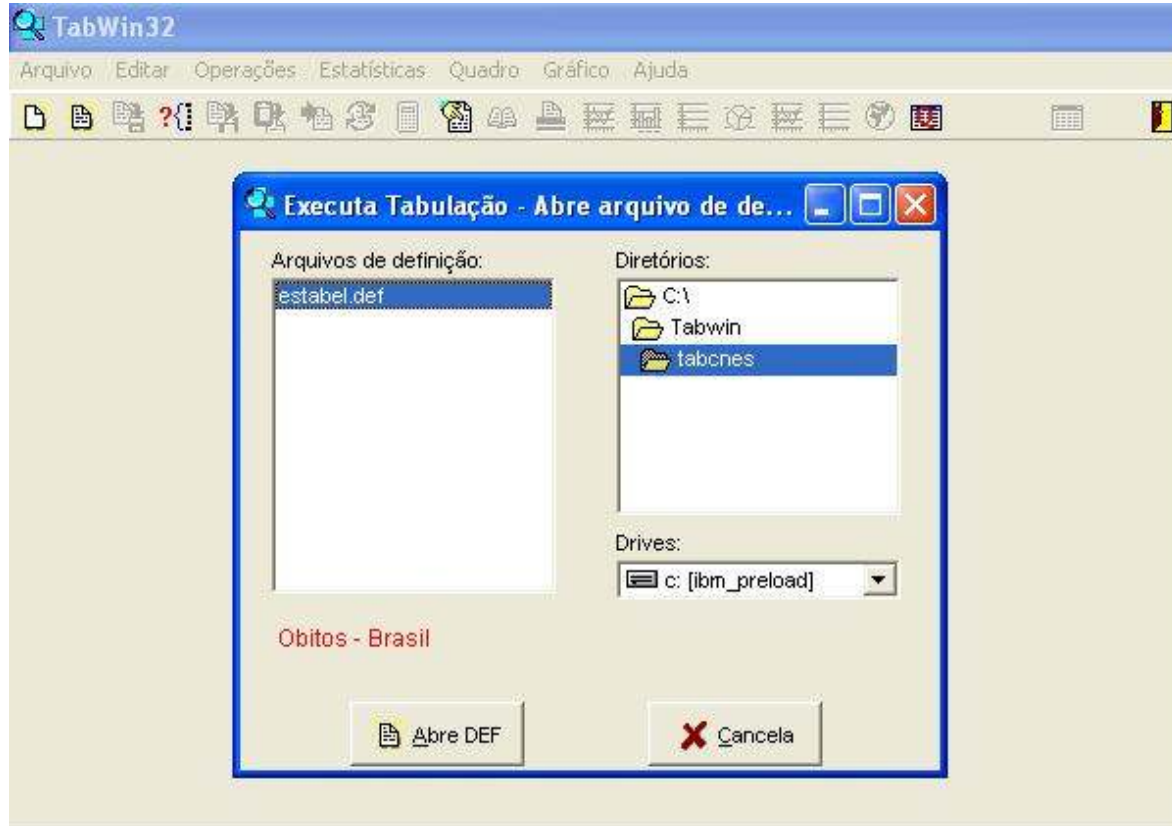 TabWin32
Arquivo Editar Operações Estatísticas Quadro Gráfico Ajuda
Executa Tabulação - Abre arquivo de de...
Arquivos de definição:
estabel.def
Diretórios:
C:\
Tabwin
tabcnes
Drives:
c: [ibm_preload]
Obitos - Brasil
Abre DEF
Cancela